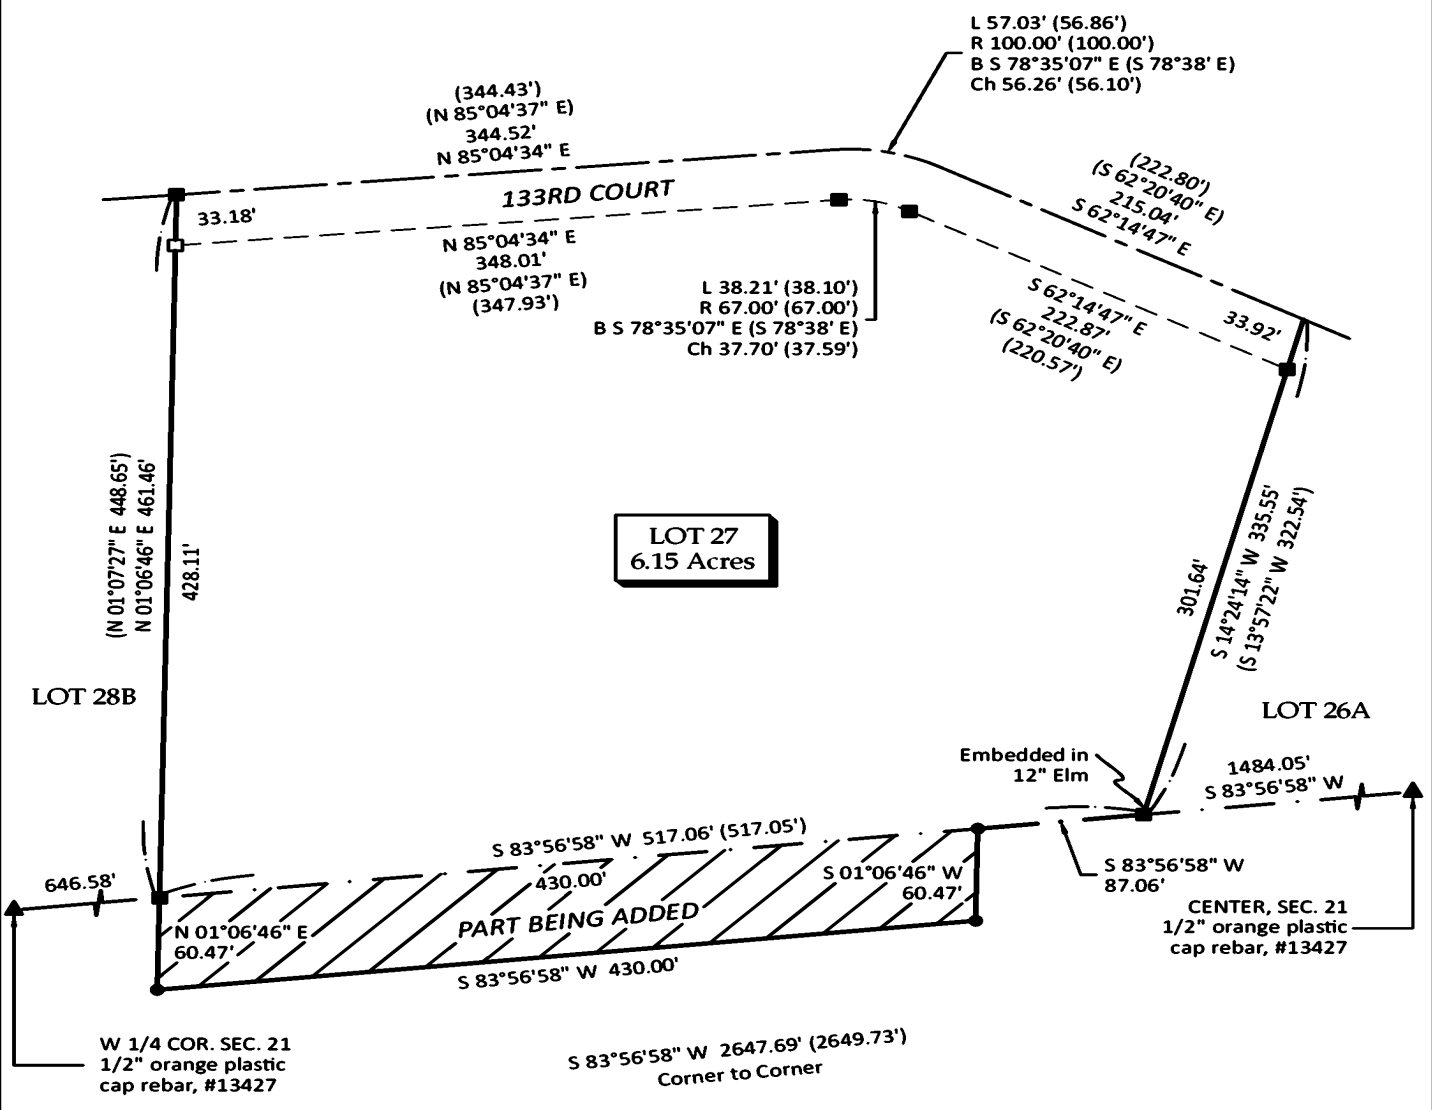 L 57.03' (56.86')
R 100.00' (100.00')
B S 78°35'07" E (S 78°38' E)
Ch 56.26' (56.10')
(344.43')
(N 85°04'37" E)
344.52'
N 85°04'34" E
(222.80')
(S 62°20'40" E)
215.04'
S 62°14'47" E
133RD COURT
33.18'
N 85°04'34" E
348.01'
(N 85°04'37" E)
(347.93')
L 38.21' (38.10')
R 67.00' (67.00')
B S 78°35'07" E (S 78°38' E)
Ch 37.70' (37.59')
S 62°14'47" E
222.87'
(S 62°20'40" E)
(220.57')
33.92'
(N 01°07'27" E 448.65')
N 01°06'46" E 461.46'
428.11'
LOT 27
6.15 Acres
301.64'
S 14°24'14" W 335.55'
(S 13°57'22" W 322.54')
LOT 28B
LOT 26A
Embedded in
12" Elm
1484.05'
S 83°56'58" W
S 83°56'58" W 517.06' (517.05')
430.00'
S 01°06'46" W
60.47'
S 83°56'58" W
87.06'
646.58'
N 01°06'46" E
60.47'
PART BEING ADDED
S 83°56'58" W 430.00'
CENTER, SEC. 21
1/2" orange plastic
cap rebar, #13427
W 1/4 COR. SEC. 21
1/2" orange plastic
cap rebar, #13427
S 83°56'58" W 2647.69' (2649.73')
Corner to Corner